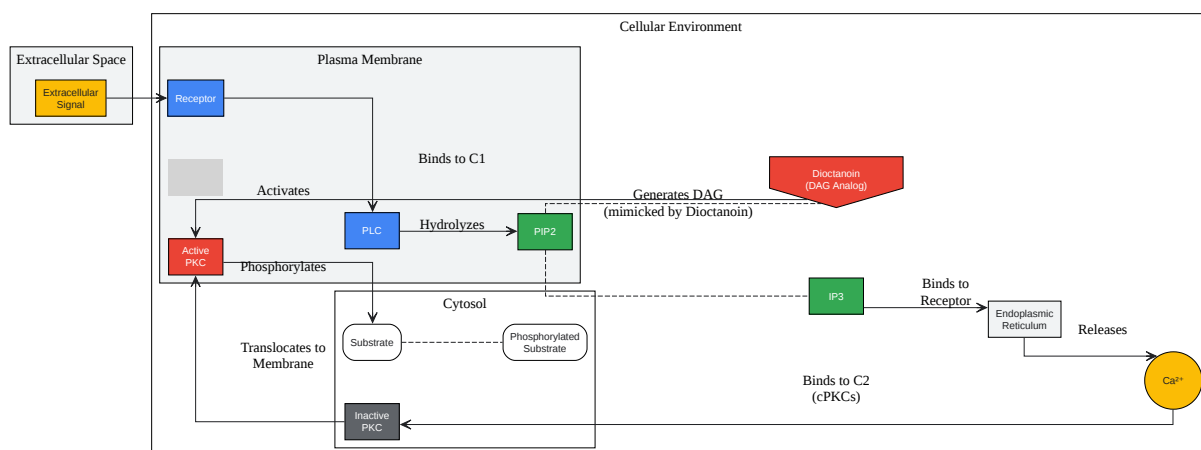 Cellular Environment
Extracellular Space
Plasma Membrane
Extracellular
Signal
Receptor
Binds to C1
Dioctanoin
(DAG Analog)
Activates
Generates DAG
(mimicked by Dioctanoin)
PLC
Hydrolyzes
PIP2
Active
PKC
Phosphorylates
Cytosol
IP3
Binds to
Receptor
Endoplasmic
Reticulum
Releases
Substrate
Phosphorylated
Substrate
Translocates to
Membrane
Binds to C2
(cPKCs)
Ca²⁺
Inactive
PKC